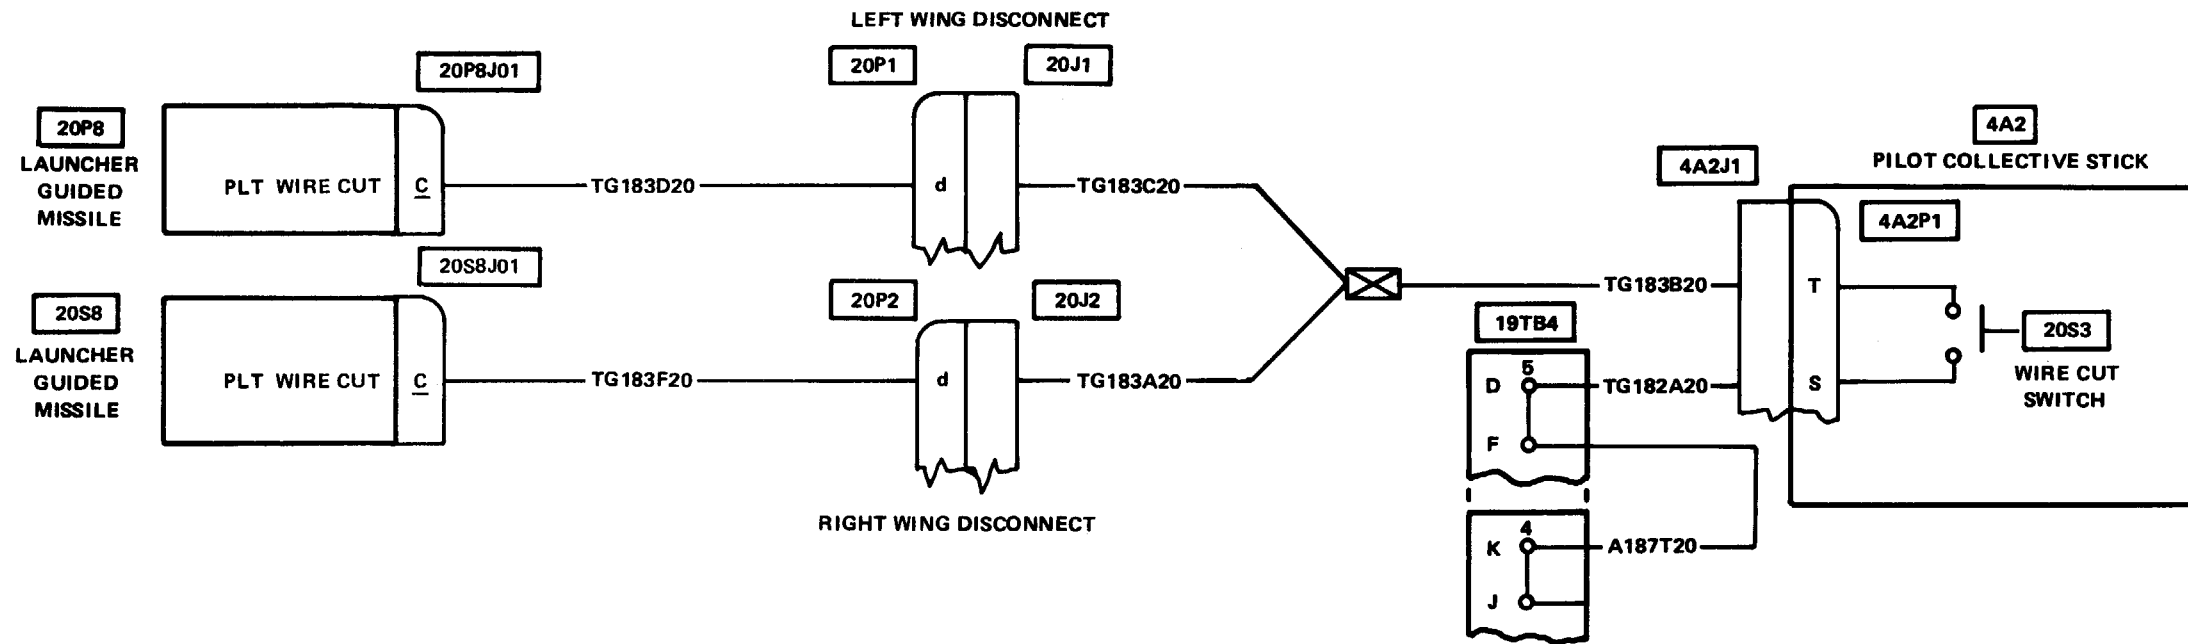 LEFT WING DISCONNECT
20P8J01
20P1
20J1
20P8
LAUNCHER
GUIDED
MISSILE
PLT WIRE CUT
C
TG183D20
d
TG183C20
4A2
PILOT COLLECTIVE STICK
4A2J1
4A2P1
20S8J01
20P2
20J2
TG183B20
T
20S8
LAUNCHER
GUIDED
MISSILE
PLT WIRE CUT
C
TG183F20
d
TG183A20
19TB4
5
D
TG182A20
S
20S3
WIRE CUT
SWITCH
F
RIGHT WING DISCONNECT
4
K
A187T20
J